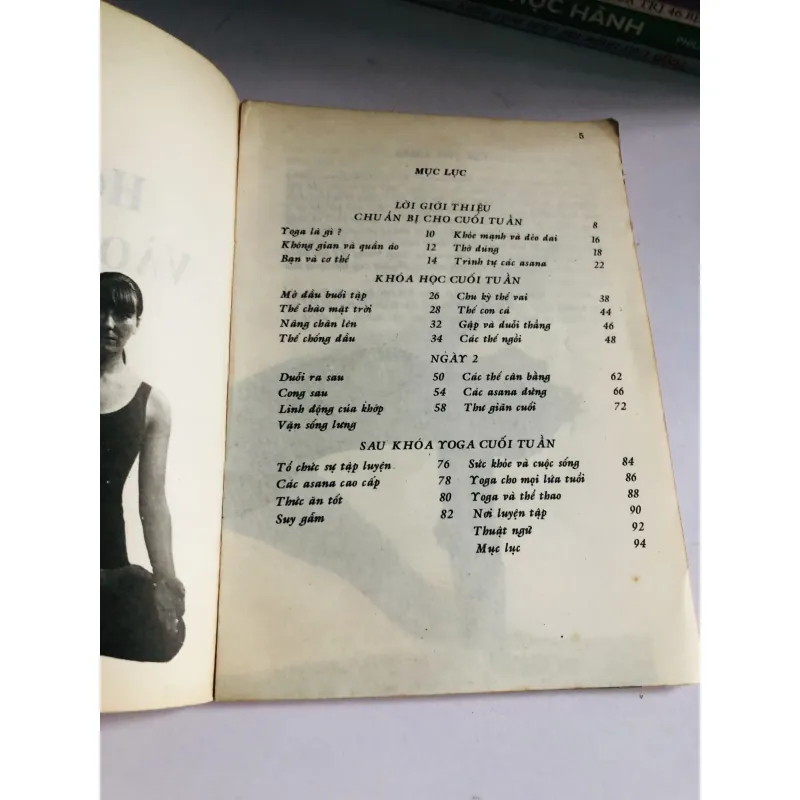 HỌC HÀNH
5
MỤC LỤC
LỜI GIỚI THIỆU
CHUẨN BỊ CHO CUỐI TUẦN 8
Yoga là gì ? 10 Khỏe mạnh và dẻo dai 16
Không gian và quần áo 12 Thở đúng 18
Bạn và cơ thể 14 Trình tự các asana 22
KHÓA HỌC CUỐI TUẦN
Mở đầu buổi tập 26 Chu kỳ thế vai 38
Thế chào mặt trời 28 Thế con cá 44
Nâng chân lên 32 Gập và duỗi thẳng 46
Thế chống đầu 34 Các thế ngồi 48
NGÀY 2
Duỗi ra sau 50 Các thế cân bằng 62
Cong sau 54 Các asana đứng 66
Linh động của khớp 58 Thư giãn cuối 72
Vặn sống lưng
SAU KHÓA YOGA CUỐI TUẦN
Tổ chức sự tập luyện 76 Sức khỏe và cuộc sống 84
Các asana cao cấp 78 Yoga cho mọi lứa tuổi 86
Thức ăn tốt 80 Yoga và thể thao 88
Suy gẫm 82 Nơi luyện tập 90
Thuật ngữ 92
Mục lục 94